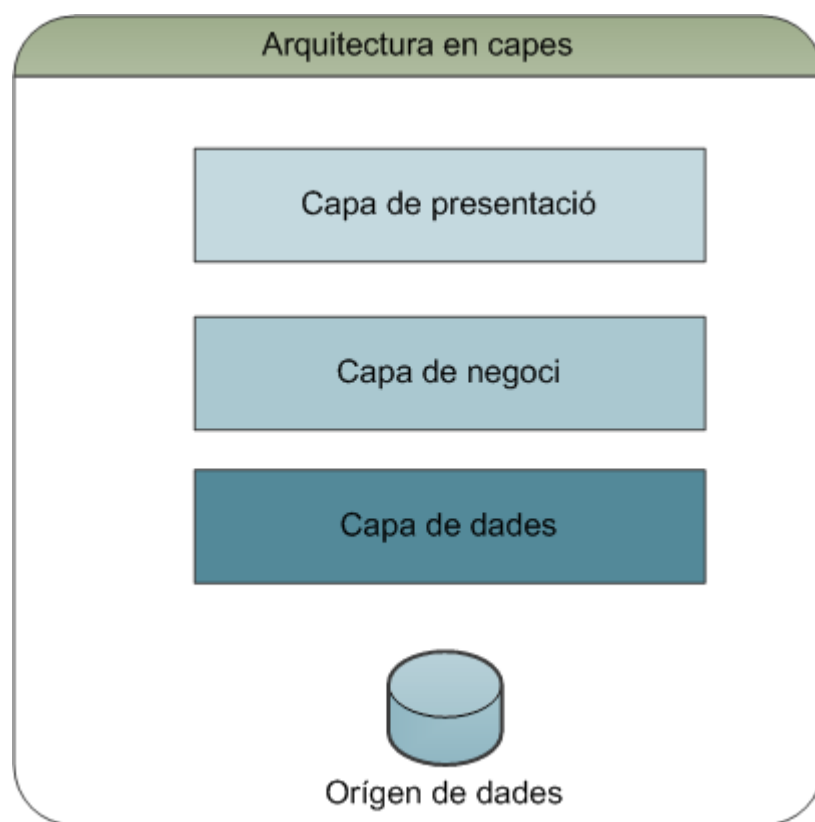 Arquitectura en capes
Capa de presentació
Capa de negoci
Capa de dades
Orígen de dades